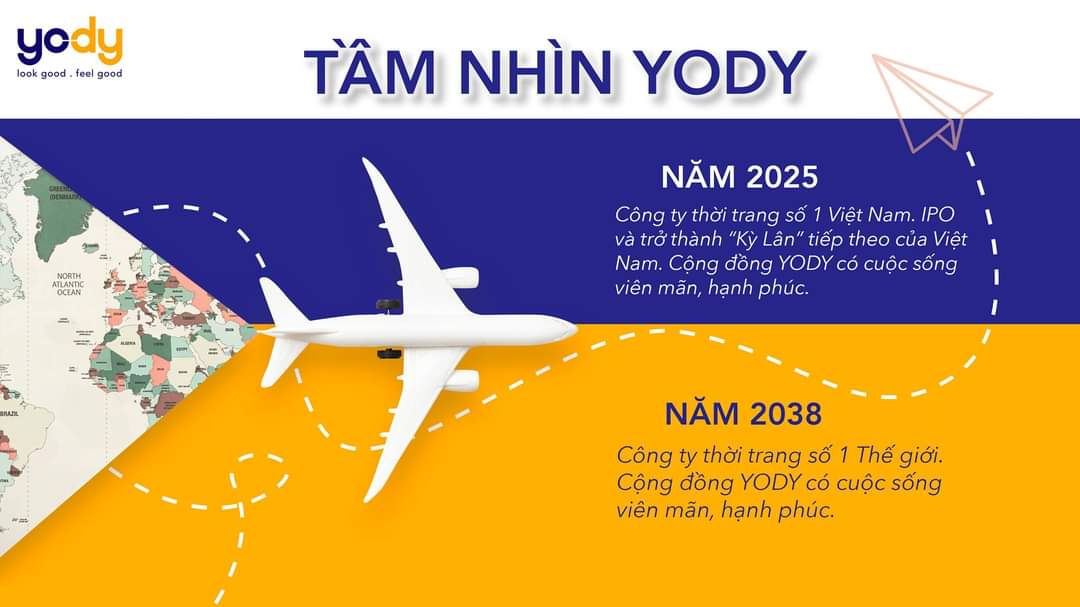 yody
look good . feel good
TẦM NHÌN YODY
NĂM 2025
Công ty thời trang số 1 Việt Nam. IPO
và trở thành “Kỳ Lân” tiếp theo của Việt
Nam. Cộng đồng YODY có cuộc sống
viên mãn, hạnh phúc.
NĂM 2038
Công ty thời trang số 1 Thế giới.
Cộng đồng YODY có cuộc sống
viên mãn, hạnh phúc.
(DENMARK)
NORTH
ATLANTIC
OCEAN
ALGERIA
BRAZIL